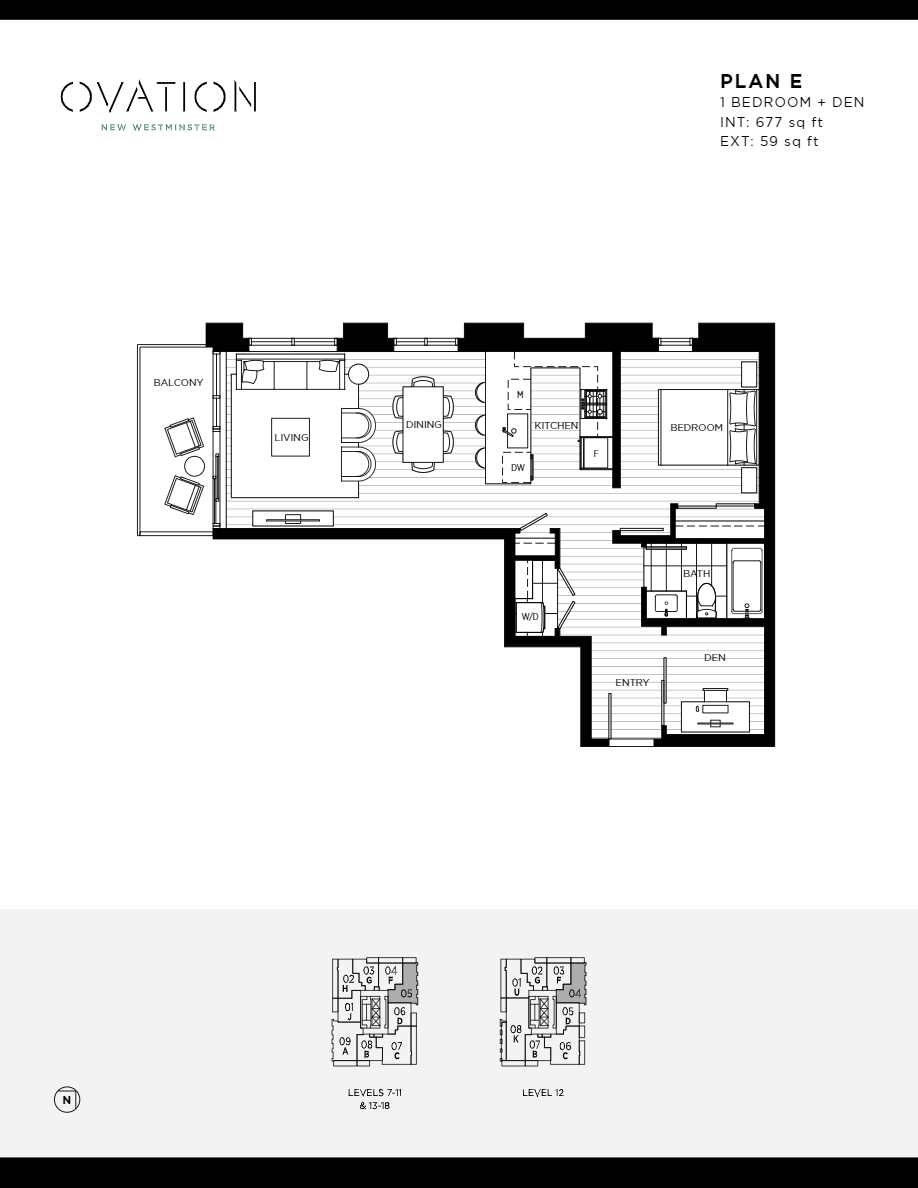 OVATION
NEW WESTMINSTER
PLAN E
1 BEDROOM + DEN
INT: 677 sq ft
EXT: 59 sq ft
BALCONY
LIVING
DINING
M
KITCHEN
DW
F
BEDROOM
BATH
W/D
DEN
ENTRY
02
H
03
G
04
F
05
01
J
06
D
09
A
08
B
07
C
LEVELS 7-11
& 13-18
01
U
02
G
03
F
04
05
D
08
K
07
B
06
C
LEVEL 12
N